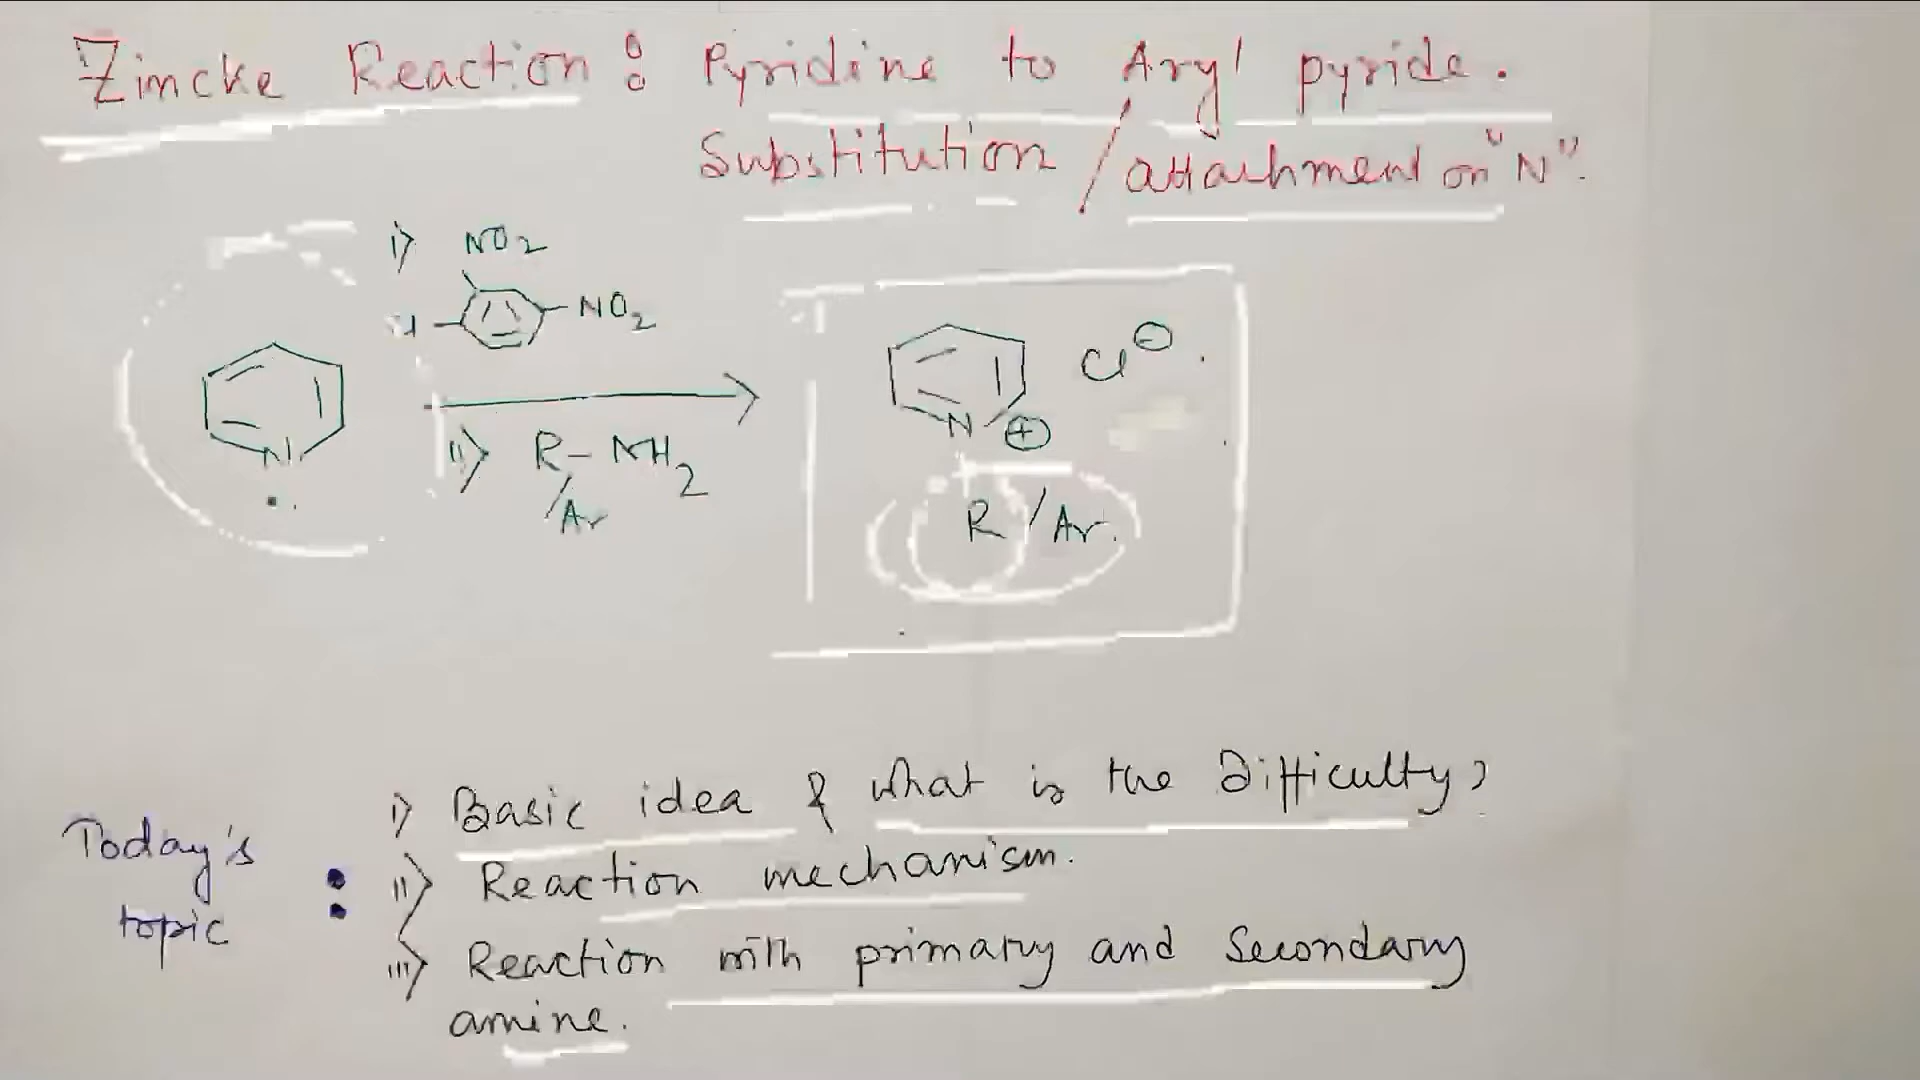 Zincke Reaction : Pyridine to Aryl pyride.
Substitution / attachment on "N".
i) NO2
Cl NO2
N
ii) R - NH2
/Ar
N ⊕ Cl ⊖
R / Ar.
Today's topic :
i) Basic idea & what is the Difficulty?
ii) Reaction mechanism.
iii) Reaction with primary and Secondary
amine.